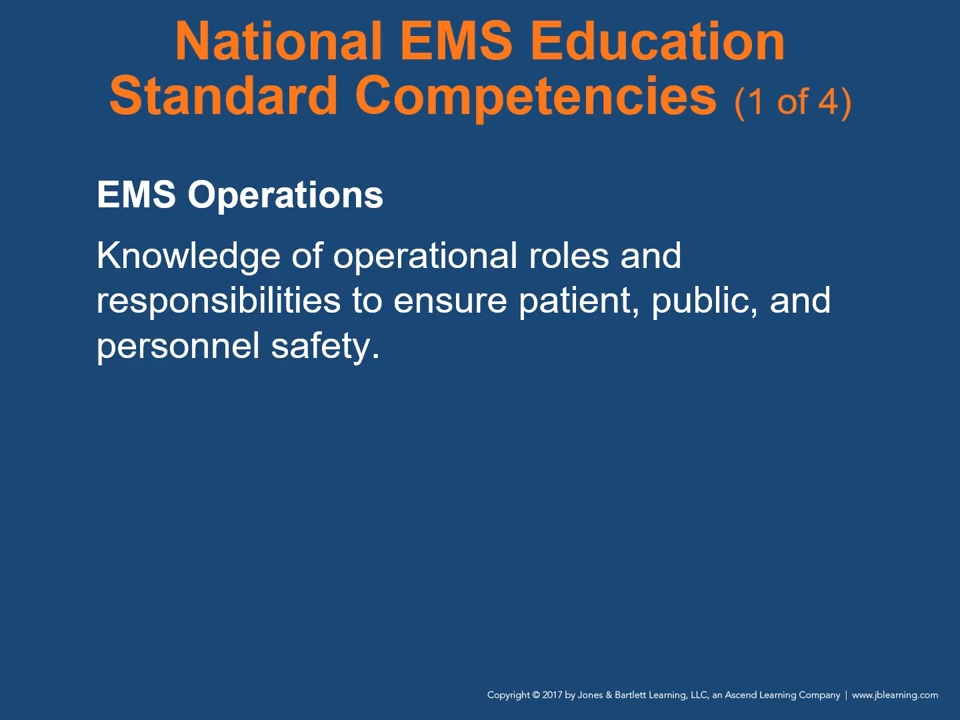 National EMS Education
Standard Competencies (1 of 4)
EMS Operations
Knowledge of operational roles and
responsibilities to ensure patient, public, and
personnel safety.
Copyright © 2017 by Jones & Bartlett Learning, LLC, an Ascend Learning Company | www.jblearning.com